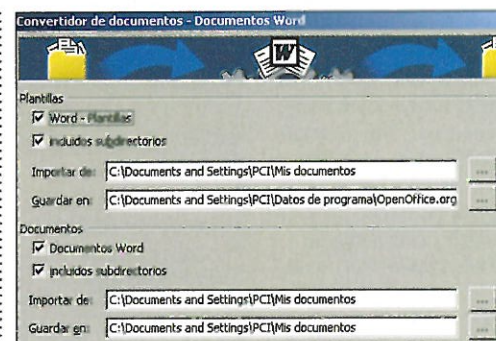 Convertidor de documentos - Documentos Word
W
Plantillas
Word - Plantillas
incluidos subdirectorios
Importar de: C:\Documents and Settings\PCI\Mis documentos ...
Guardar en: C:\Documents and Settings\PCI\Datos de programa\OpenOffice.org ...
Documentos
Documentos Word
incluidos subdirectorios
Importar de: C:\Documents and Settings\PCI\Mis documentos ...
Guardar en: C:\Documents and Settings\PCI\Mis documentos ...